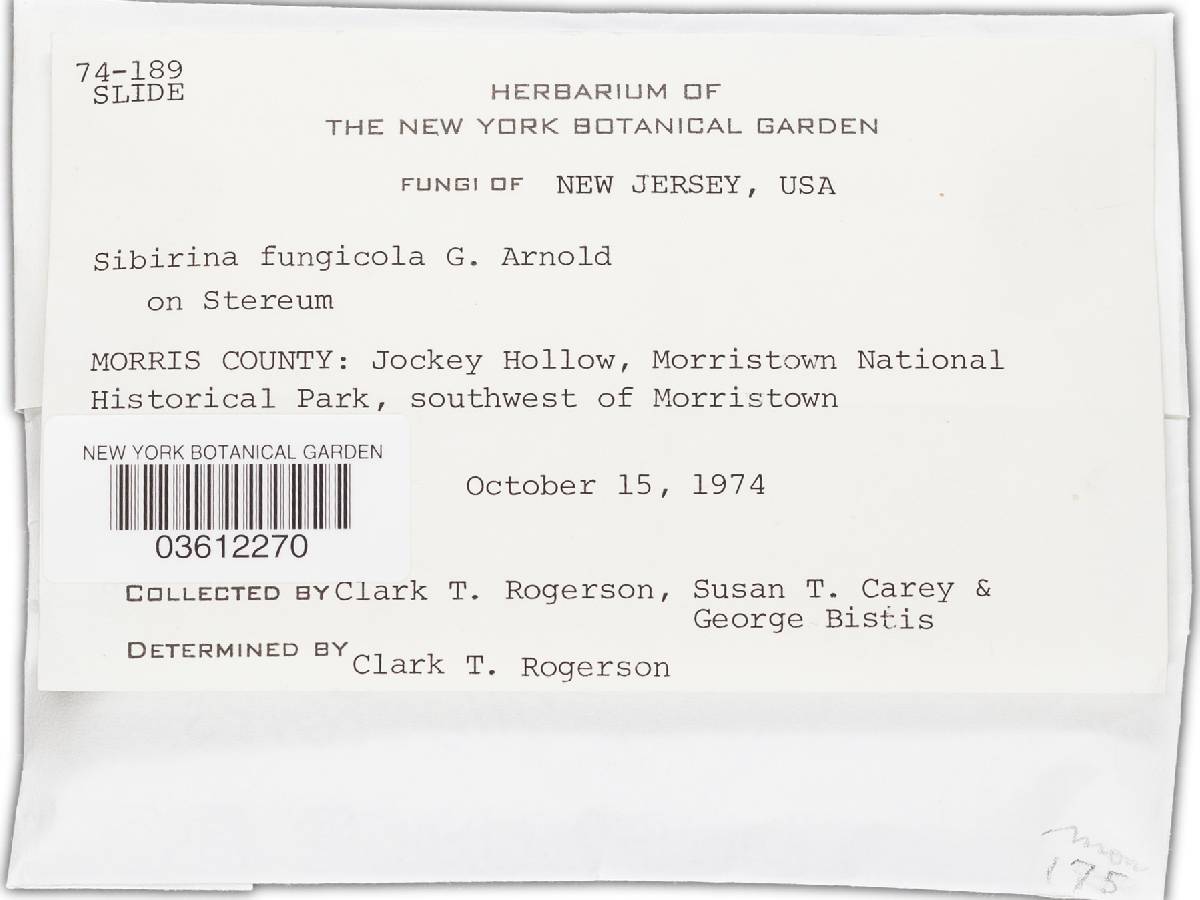 74-189
SLIDE
HERBARIUM OF
THE NEW YORK BOTANICAL GARDEN
FUNGI OF NEW JERSEY, USA
Sibirina fungicola G. Arnold
on Stereum
MORRIS COUNTY: Jockey Hollow, Morristown National
Historical Park, southwest of Morristown
NEW YORK BOTANICAL GARDEN
03612270
October 15, 1974
COLLECTED BY Clark T. Rogerson, Susan T. Carey &
George Bistis
DETERMINED BY
Clark T. Rogerson
175